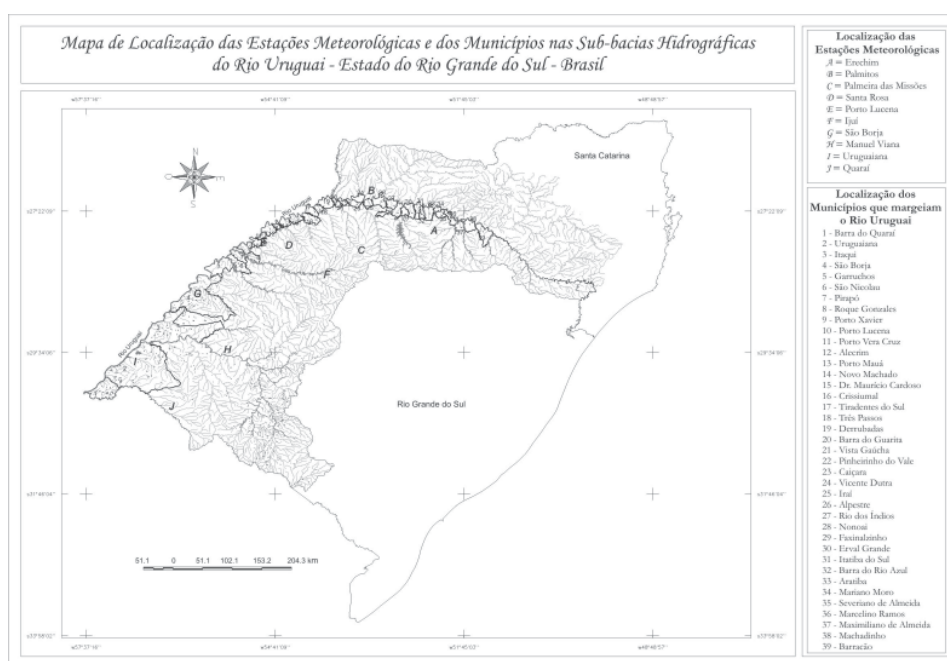 Mapa de Localização das Estações Meteorológicas e dos Municípios nas Sub-bacias Hidrográficas
do Rio Uruguai - Estado do Rio Grande do Sul - Brasil
N
S
Santa Catarina
Rio Uruguai
Rio Uruguai
Rio Grande do Sul
A
B
C
D
E
F
G
H
I
J
51.1 0 51.1 102.1 153.2 204.3 km
Localização das
Estações Meteorológicas
A = Erechim
B = Palmitos
C = Palmeira das Missões
D = Santa Rosa
E = Porto Lucena
F = Ijuí
G = São Borja
H = Manuel Viana
I = Uruguaiana
J = Quaraí
Localização dos
Municípios que margeiam
o Rio Uruguai
1 - Barra do Quaraí
2 - Uruguaiana
3 - Itaqui
4 - São Borja
5 - Garruchos
6 - São Nicolau
7 - Pirapó
8 - Roque Gonzales
9 - Porto Xavier
10 - Porto Lucena
11 - Porto Vera Cruz
12 - Alecrim
13 - Porto Mauá
14 - Novo Machado
15 - Dr. Maurício Cardoso
16 - Crissiumal
17 - Tiradentes do Sul
18 - Três Passos
19 - Derrubadas
20 - Barra do Guarita
21 - Vista Gaúcha
22 - Pinheirinho do Vale
23 - Caiçara
24 - Vicente Dutra
25 - Iraí
26 - Alpestre
27 - Rio dos Índios
28 - Nonoai
29 - Faxinalzinho
30 - Erval Grande
31 - Itatiba do Sul
32 - Barra do Rio Azul
33 - Aratiba
34 - Mariano Moro
35 - Severiano de Almeida
36 - Marcelino Ramos
37 - Maximiliano de Almeida
38 - Machadinho
39 - Barracão